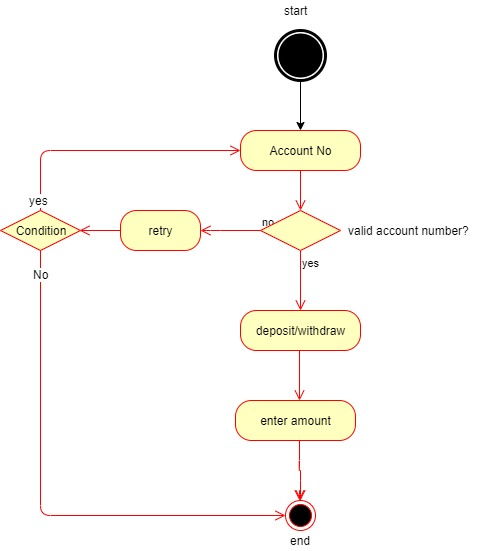 start
Account No
yes
Condition
retry
no
valid account number?
No
yes
deposit/withdraw
enter amount
end